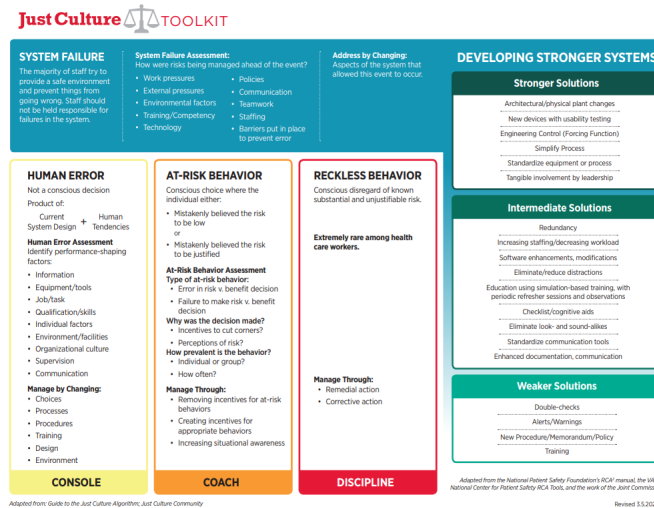 Just Culture TOOLKIT
SYSTEM FAILURE
The majority of staff try to
provide a safe environment
and prevent things from
going wrong. Staff should
not be held responsible for
failures in the system.
System Failure Assessment:
How were risks being managed ahead of the event?
• Work pressures
• External pressures
• Environmental factors
• Training/Competency
• Technology
• Policies
• Communication
• Teamwork
• Staffing
• Barriers put in place
to prevent error
Address by Changing:
Aspects of the system that
allowed this event to occur.
HUMAN ERROR
Not a conscious decision
Product of:
Current
System Design
+
Human
Tendencies
Human Error Assessment
Identify performance-shaping
factors:
• Information
• Equipment/tools
• Job/task
• Qualification/skills
• Individual factors
• Environment/facilities
• Organizational culture
• Supervision
• Communication
Manage by Changing:
• Choices
• Processes
• Procedures
• Training
• Design
• Environment
CONSOLE
AT-RISK BEHAVIOR
Conscious choice where the
individual either:
• Mistakenly believed the risk
to be low
or
• Mistakenly believed the risk
to be justified
At-Risk Behavior Assessment
Type of at-risk behavior:
• Error in risk v. benefit decision
• Failure to make risk v. benefit
decision
Why was the decision made?
• Incentives to cut corners?
• Perceptions of risk?
How prevalent is the behavior?
• Individual or group?
• How often?
Manage Through:
• Removing incentives for at-risk
behaviors
• Creating incentives for
appropriate behaviors
• Increasing situational awareness
COACH
RECKLESS BEHAVIOR
Conscious disregard of known
substantial and unjustifiable risk.
Extremely rare among health
care workers.
Manage Through:
• Remedial action
• Corrective action
DISCIPLINE
DEVELOPING STRONGER SYSTEMS
Stronger Solutions
Architectural/physical plant changes
New devices with usability testing
Engineering Control (Forcing Function)
Simplify Process
Standardize equipment or process
Tangible involvement by leadership
Intermediate Solutions
Redundancy
Increasing staffing/decreasing workload
Software enhancements, modifications
Eliminate/reduce distractions
Education using simulation-based training, with
periodic refresher sessions and observations
Checklist/cognitive aids
Eliminate look- and sound-alikes
Standardize communication tools
Enhanced documentation, communication
Weaker Solutions
Double-checks
Alerts/Warnings
New Procedure/Memorandum/Policy
Training
Adapted from the National Patient Safety Foundation's RCA² manual, the VA
National Center for Patient Safety RCA Tools, and the work of the Joint
Adapted from: Guide to the Just Culture Algorithm; Just Culture Community
Revised